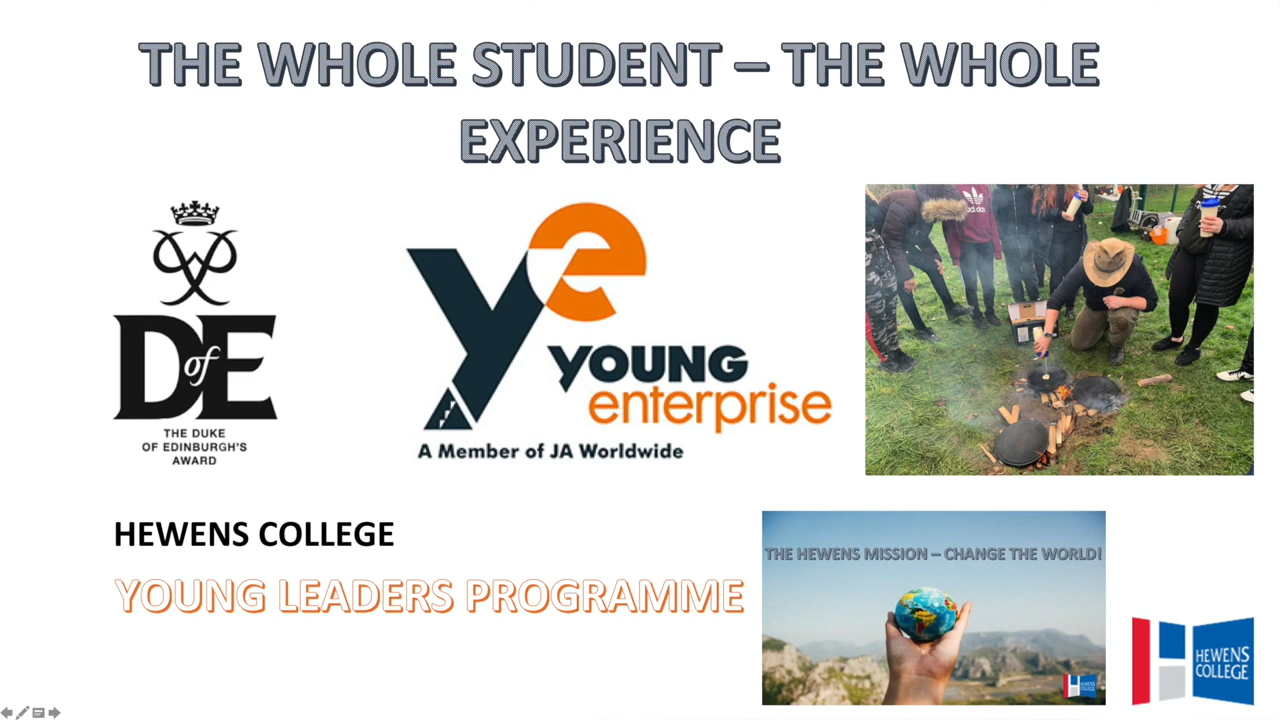 THE WHOLE STUDENT – THE WHOLE
EXPERIENCE
DofE
THE DUKE
OF EDINBURGH'S
AWARD
ye
YOUNG
enterprise
A Member of JA Worldwide
HEWENS COLLEGE
YOUNG LEADERS PROGRAMME
THE HEWENS MISSION – CHANGE THE WORLD!
HEWENS
COLLEGE